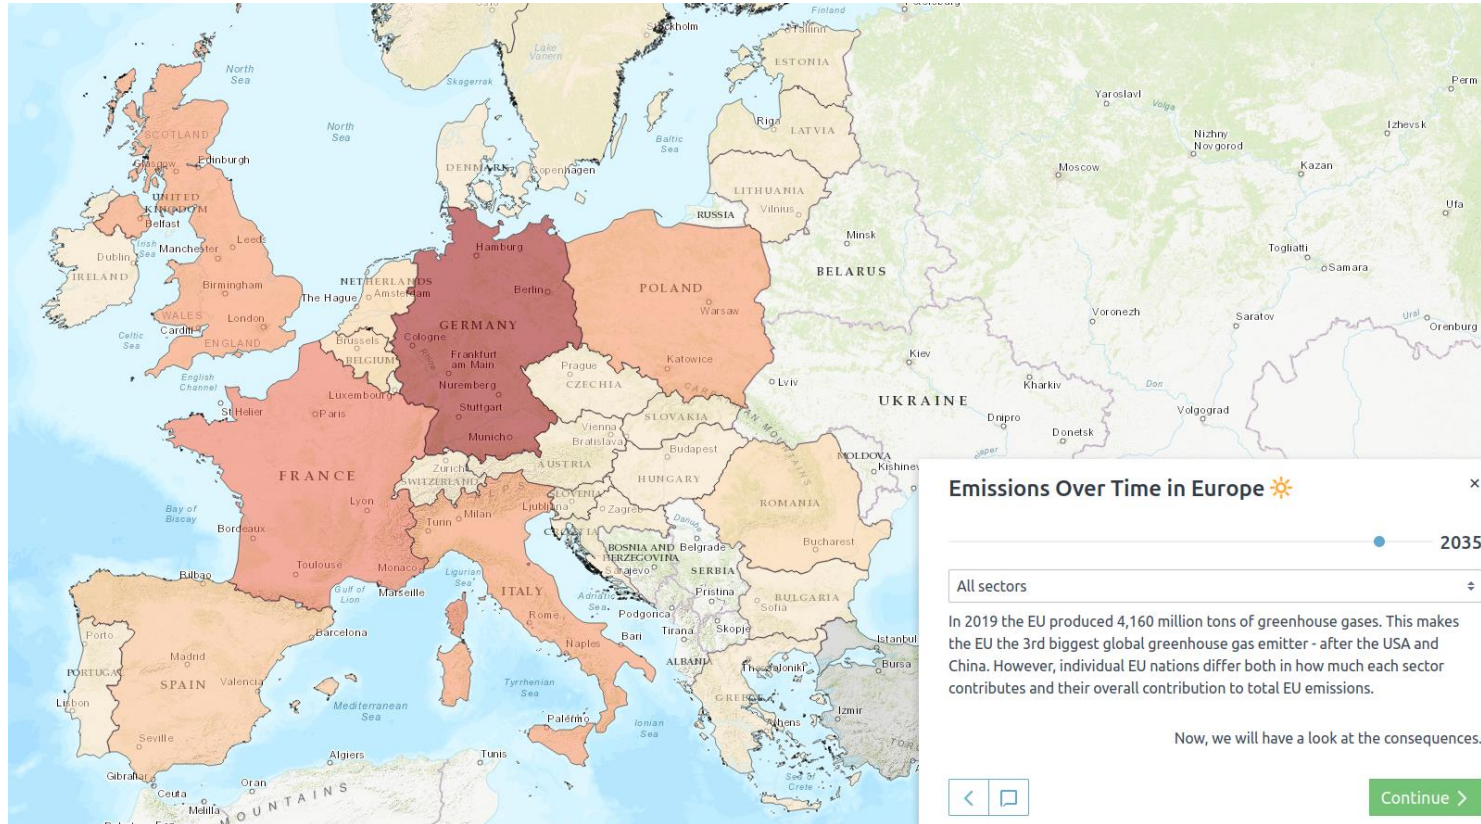 Finland
North
Sea
Lake
Vanern
Skagerrak
Tallinn
ESTONIA
Yaroslavl
Volga
Perm
SCOTLAND
North
Sea
Baltic
Sea
Riga
LATVIA
Nizhny
Novgorod
Izhevsk
Glasgow
Edinburgh
DENMARK
Copenhagen
Moscow
Kazan
UNITED
KINGDOM
Belfast
LITHUANIA
Vilnius
RUSSIA
Ufa
Irish
Sea
Manchester
Leeds
Dublin
IRELAND
Hamburg
Minsk
Togliatti
Samara
BELARUS
Birmingham
NETHERLANDS
Amsterdam
The Hague
Berlin
POLAND
Warsaw
WALES
London
Cardiff
ENGLAND
Celtic
Sea
GERMANY
Cologne
Rhine
Voronezh
Saratov
Ural
Orenburg
Brussels
BELGIUM
Frankfurt
am Main
Katowice
Kiev
English
Channel
Luxembourg
Nuremberg
Prague
CZECHIA
Lviv
Kharkiv
Don
St Helier
Paris
Stuttgart
CARPATHIAN MOUNTAINS
UKRAINE
Dnipro
Volgograd
Munich
Vienna
Bratislava
SLOVAKIA
Donetsk
FRANCE
Zurich
SWITZERLAND
AUSTRIA
Budapest
HUNGARY
MOLDOVA
Kishinev
Bay of
Biscay
Lyon
ALPS
Turin
Milan
Ljubljana
SLOVENIA
Zagreb
CROATIA
ROMANIA
Bucharest
Bordeaux
Toulouse
Monaco
Marseille
Ligurian
Sea
BOSNIA AND
HERZEGOVINA
Sarajevo
Danube
Belgrade
SERBIA
Bilbao
Gulf of
Lion
ITALY
Adriatic
Sea
Pristina
BULGARIA
Sofia
Barcelona
Rome
Podgorica
Skopje
Porto
Madrid
Naples
Bari
Tirana
Istanbul
PORTUGAL
SPAIN
Valencia
Tyrrhenian
Sea
ALBANIA
Thessaloniki
Bursa
Lisbon
Mediterranean
Sea
GREECE
Izmir
Seville
Palermo
Ionian
Sea
Athens
Gibraltar
Algiers
Tunis
Ceuta
Oran
Sea of
Crete
Melilla
MOUNTAINS
Emissions Over Time in Europe
×
2035
All sectors
In 2019 the EU produced 4,160 million tons of greenhouse gases. This makes
the EU the 3rd biggest global greenhouse gas emitter - after the USA and
China. However, individual EU nations differ both in how much each sector
contributes and their overall contribution to total EU emissions.
Now, we will have a look at the consequences.
Continue